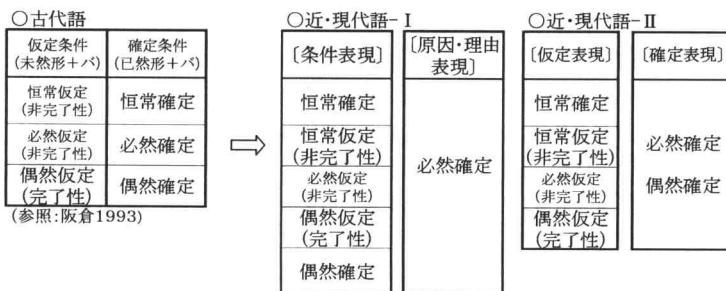 ○古代語
仮定条件
(未然形+バ)
確定条件
(已然形+バ)
恒常仮定
(非完了性)
恒常確定
必然仮定
(非完了性)
必然確定
偶然仮定
(完了性)
偶然確定
(参照:阪倉1993)
○近・現代語-Ⅰ
[条件表現]
[原因・理由
表現]
恒常確定
恒常仮定
(非完了性)
必然仮定
(非完了性)
偶然仮定
(完了性)
偶然確定
必然確定
○近・現代語-Ⅱ
[仮定表現]
[確定表現]
恒常確定
恒常仮定
(非完了性)
必然仮定
(非完了性)
偶然仮定
(完了性)
必然確定
偶然確定